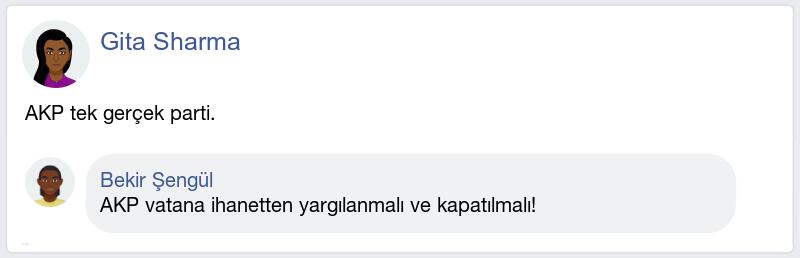 Gita Sharma
AKP tek gerçek parti.
Bekir Şengül
AKP vatana ihanetten yargılanmalı ve kapatılmalı!